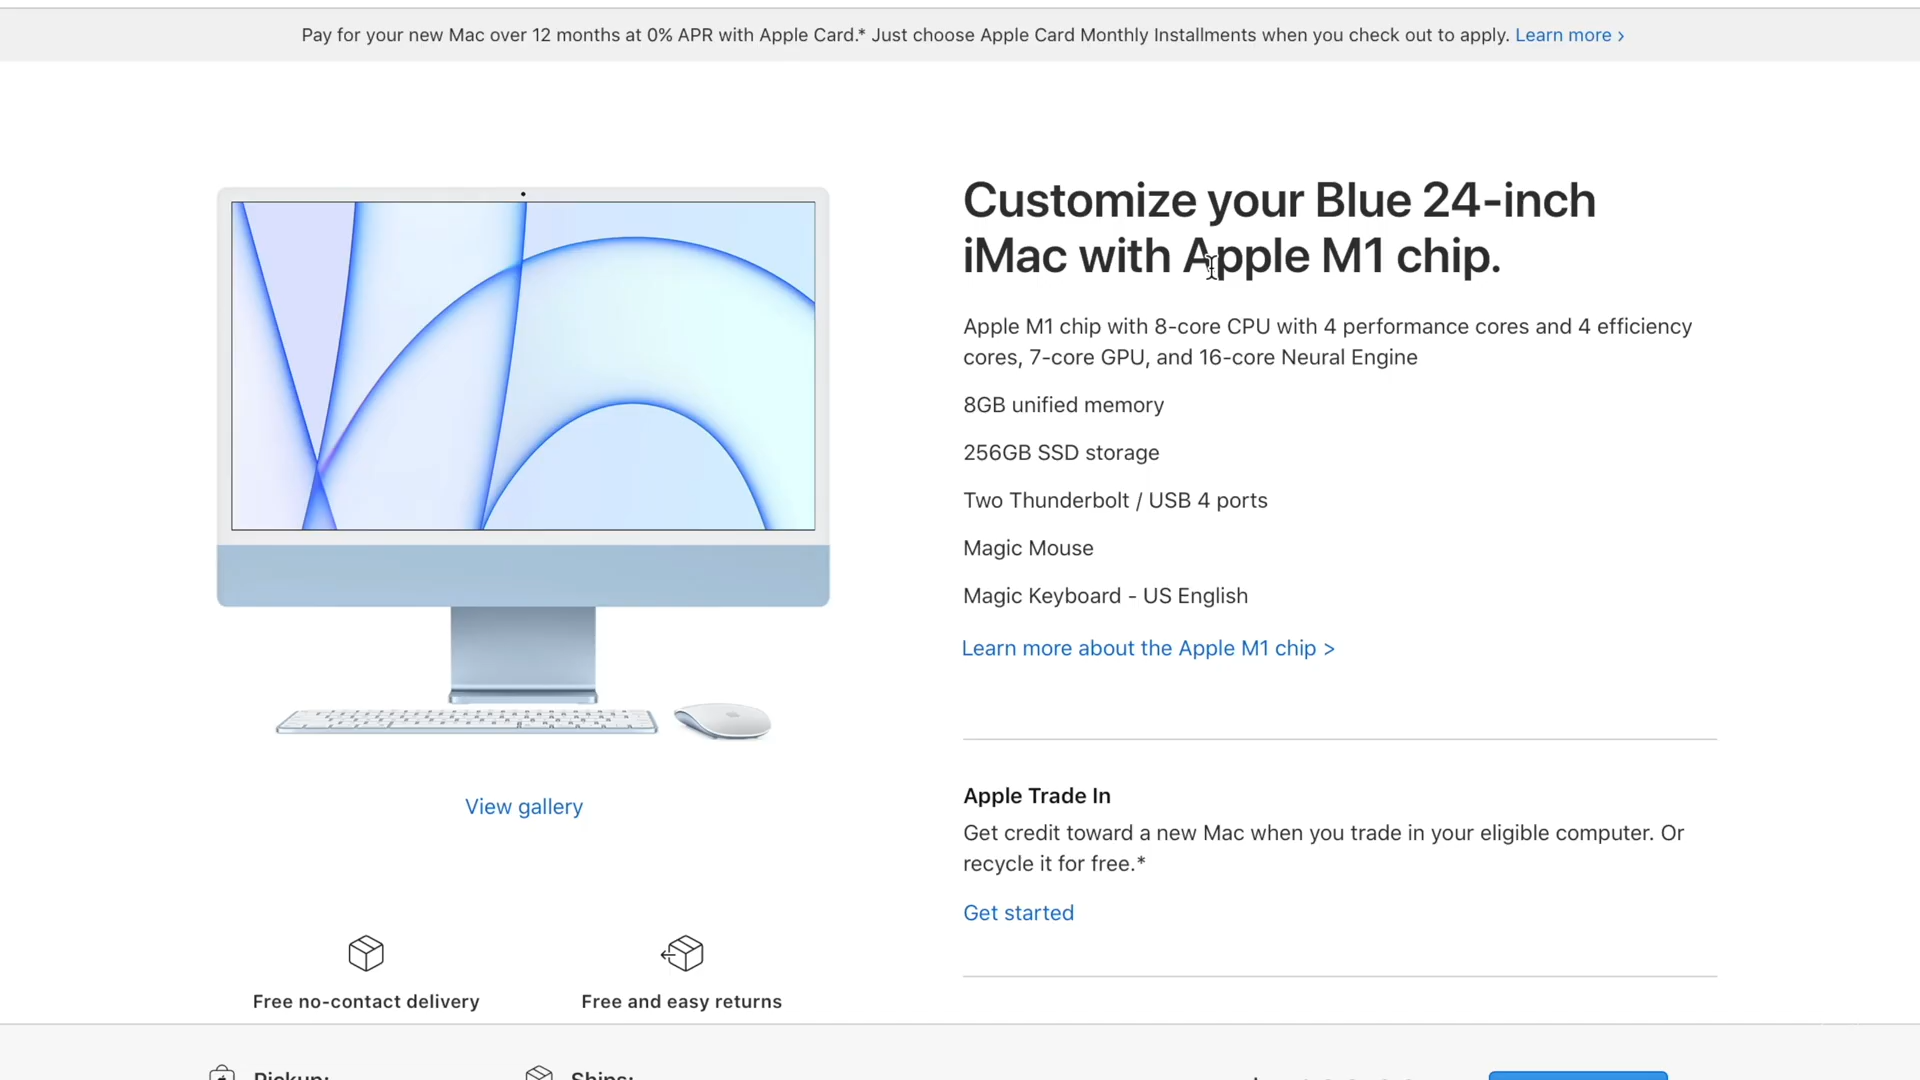 Pay for your new Mac over 12 months at 0% APR with Apple Card.* Just choose Apple Card Monthly Installments when you check out to apply. Learn more ›
Customize your Blue 24-inch
iMac with Apple M1 chip.
Apple M1 chip with 8-core CPU with 4 performance cores and 4 efficiency
cores, 7-core GPU, and 16-core Neural Engine
8GB unified memory
256GB SSD storage
Two Thunderbolt / USB 4 ports
Magic Mouse
Magic Keyboard - US English
Learn more about the Apple M1 chip >
View gallery
Apple Trade In
Get credit toward a new Mac when you trade in your eligible computer. Or
recycle it for free.*
Get started
Free no-contact delivery
Free and easy returns
Pickup:
Ships: